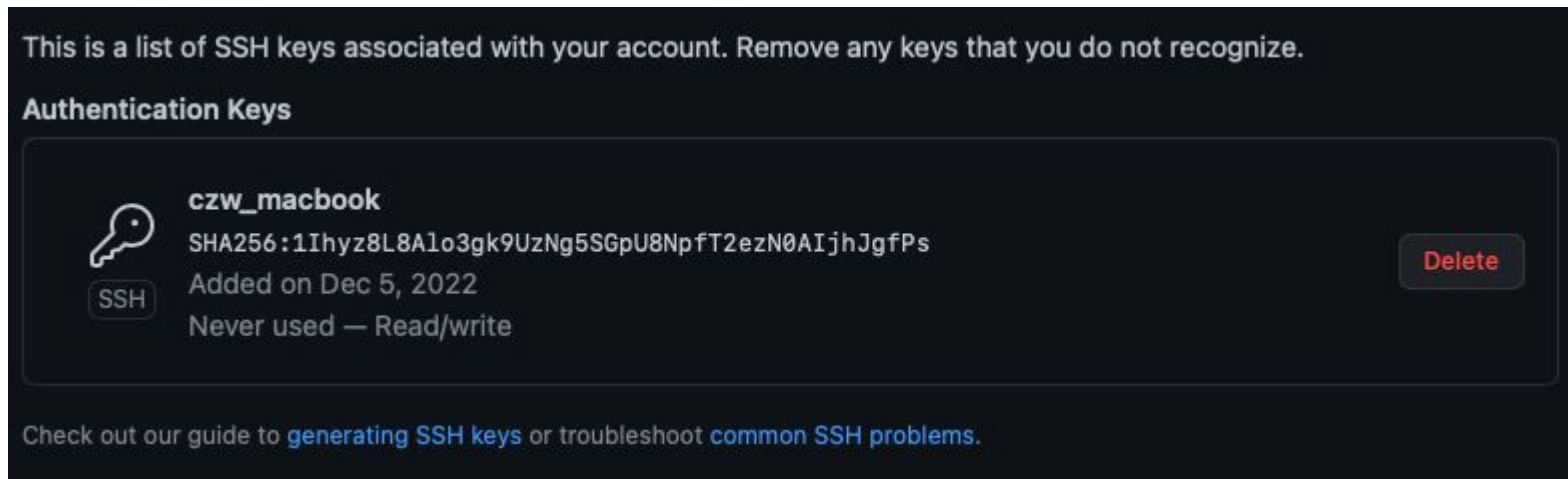 This is a list of SSH keys associated with your account. Remove any keys that you do not recognize.
Authentication Keys
czw_macbook
SHA256:1Ihyz8L8Alo3gk9UzNg5SGpU8NpfT2ezN0AIjhJgfPs
Added on Dec 5, 2022
Never used — Read/write
SSH
Delete
Check out our guide to generating SSH keys or troubleshoot common SSH problems.